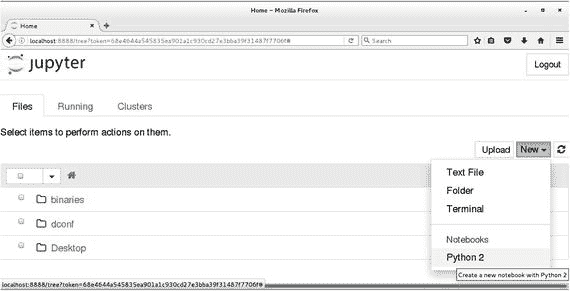 Home – Mozilla Firefox
Home
localhost:8888/tree?token=68e4644a545835ea901a1c930cd27e3bba39f31487f7706f#
Search
jupyter
Logout
Files
Running
Clusters
Select items to perform actions on them.
Upload
New
Text File
Folder
Terminal
Notebooks
Python 2
binaries
dconf
Desktop
Create a new notebook with Python 2
localhost:8888/tree?token=68e4644a545835ea901a1c930cd27e3bba39f31487f7706f#